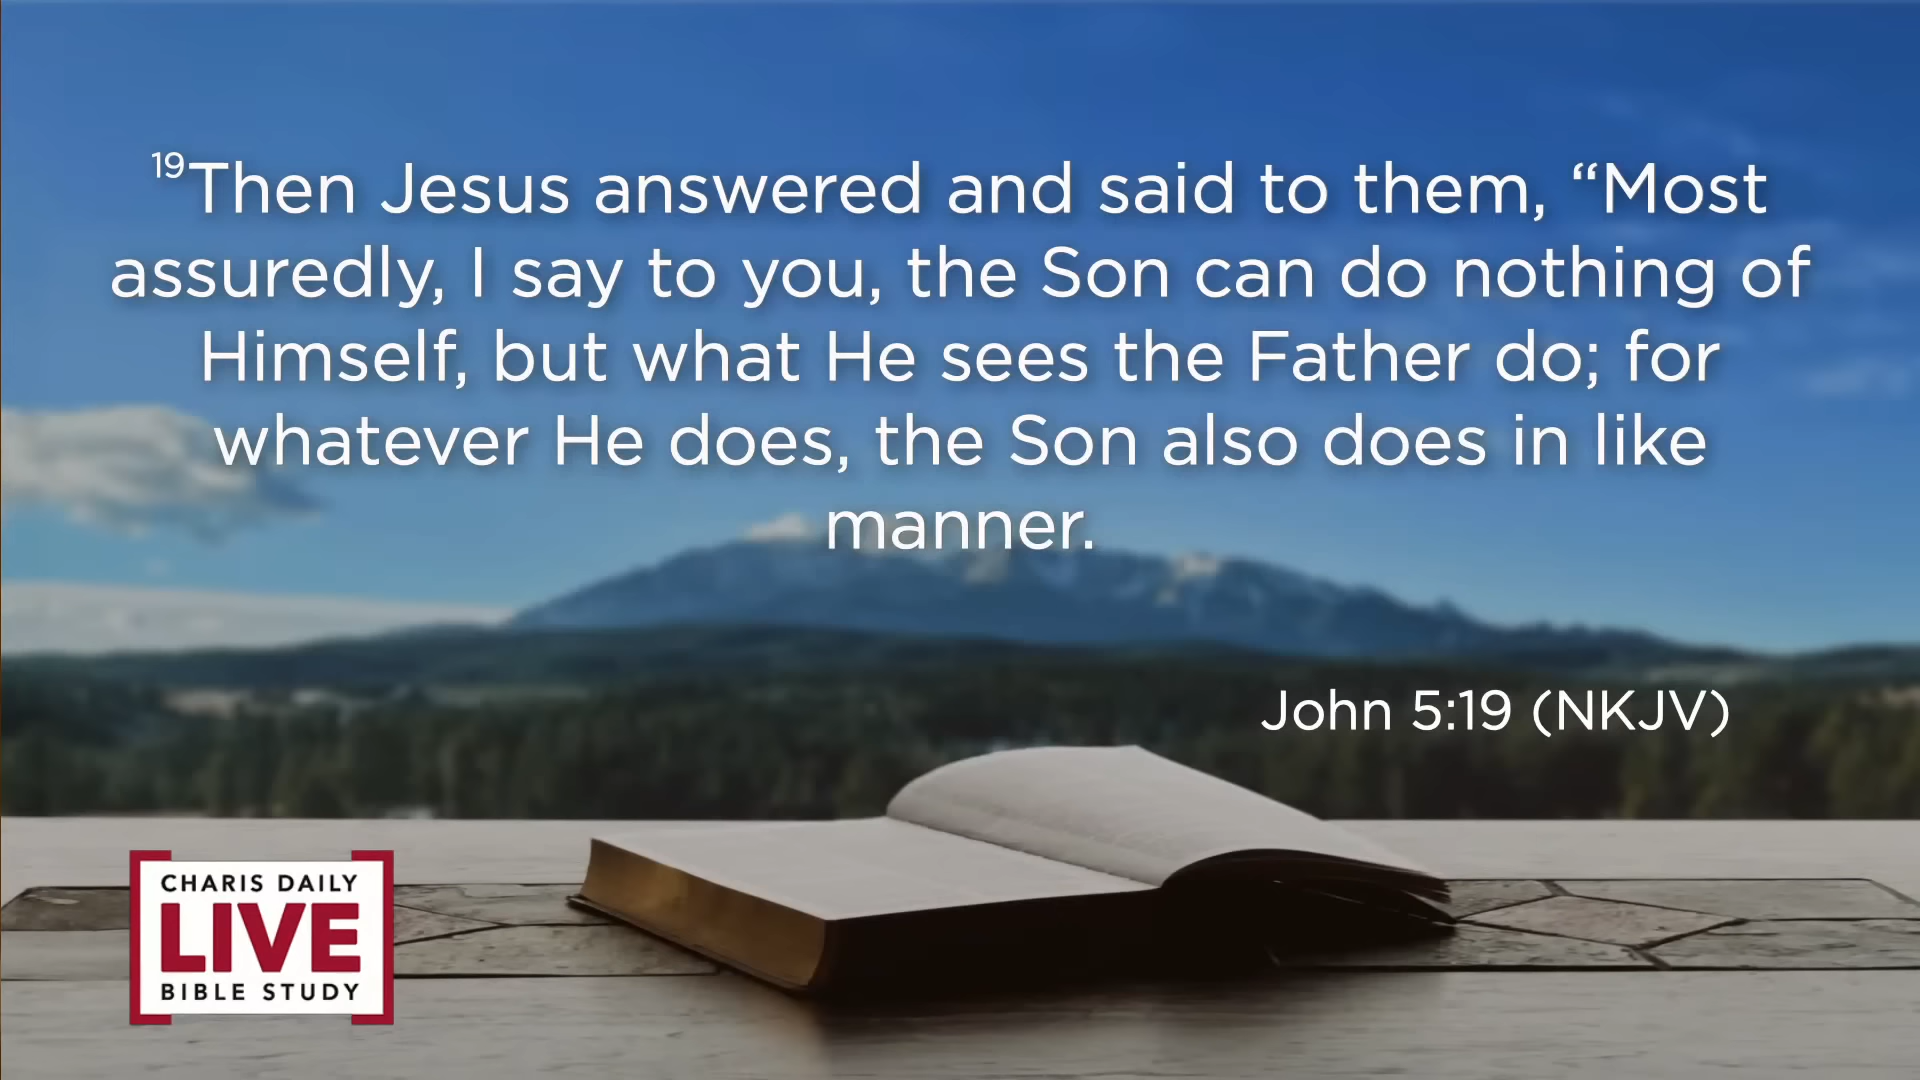 19Then Jesus answered and said to them, “Most
assuredly, I say to you, the Son can do nothing of
Himself, but what He sees the Father do; for
whatever He does, the Son also does in like
manner.
John 5:19 (NKJV)
CHARIS DAILY
LIVE
BIBLE STUDY